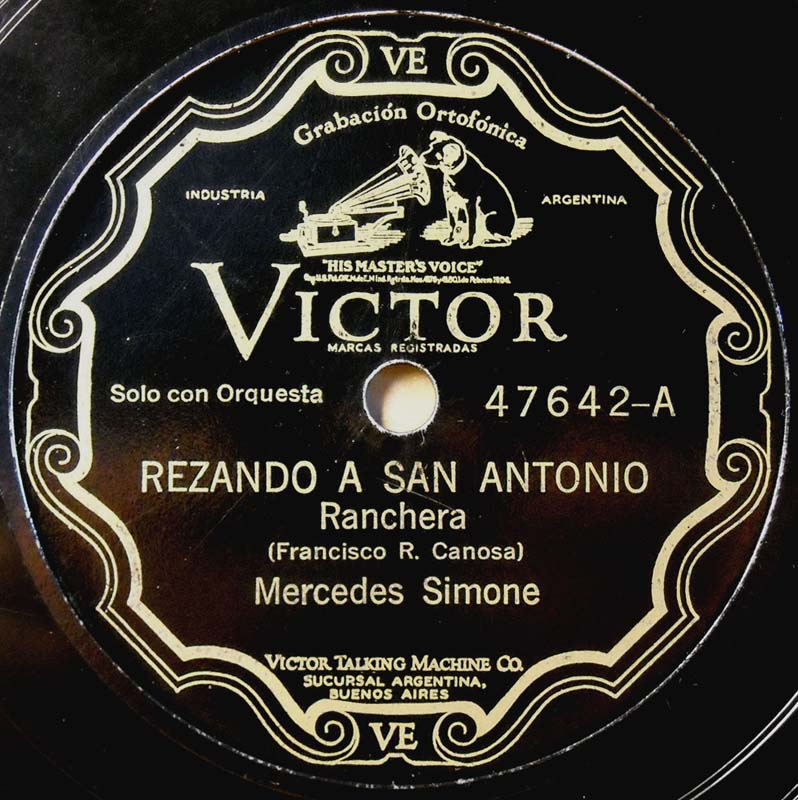 VE
Grabación Ortofónica
INDUSTRIA
ARGENTINA
"HIS MASTER'S VOICE"
VICTOR
MARCAS REGISTRADAS
Solo con Orquesta
47642-A
REZANDO A SAN ANTONIO
Ranchera
(Francisco R. Canosa)
Mercedes Simone
VICTOR TALKING MACHINE CO.
SUCURSAL ARGENTINA,
BUENOS AIRES
VE